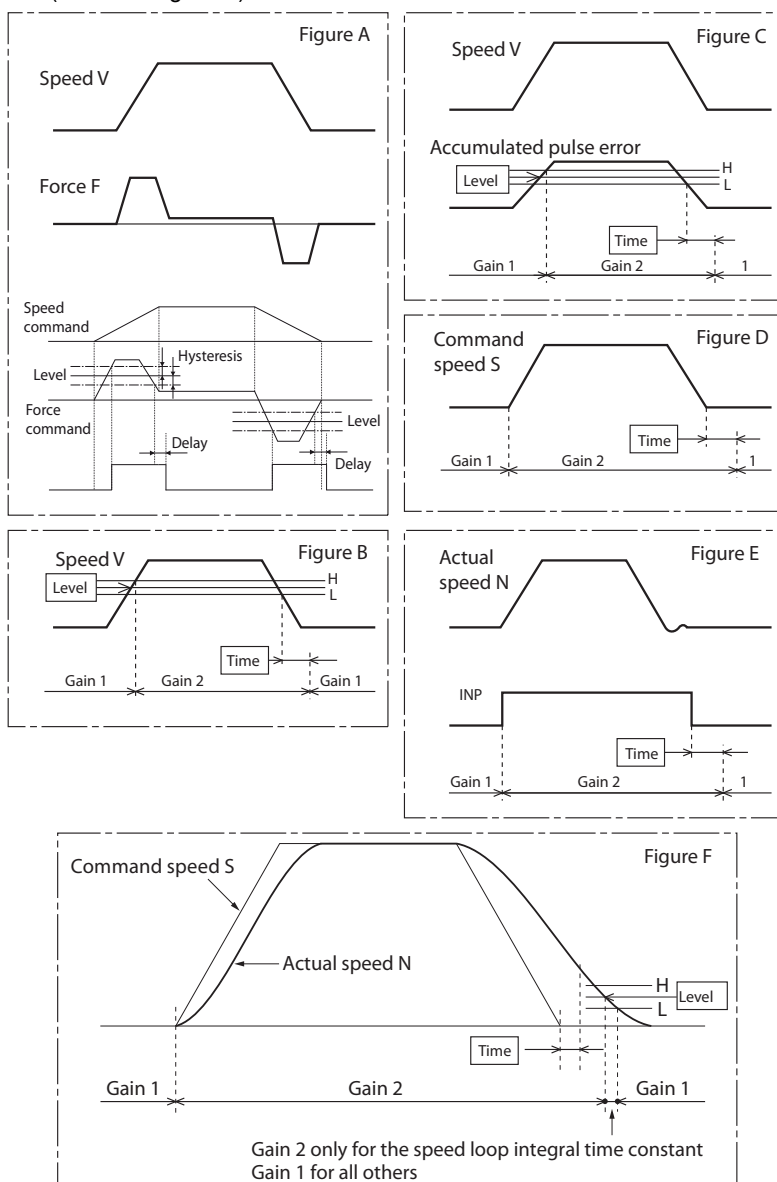 Figure A
Speed V
Force F
Speed
command
Hysteresis
Level
Force
command
Level
Delay
Delay
Figure B
Speed V
Level
H
L
Time
Gain 1
Gain 2
Gain 1
Figure C
Speed V
Accumulated pulse error
Level
H
L
Time
Gain 1
Gain 2
1
Figure D
Command
speed S
Time
Gain 1
Gain 2
1
Figure E
Actual
speed N
INP
Time
Gain 1
Gain 2
1
Figure F
Command speed S
Actual speed N
H
Level
L
Time
Gain 1
Gain 2
Gain 1
Gain 2 only for the speed loop integral time constant
Gain 1 for all others